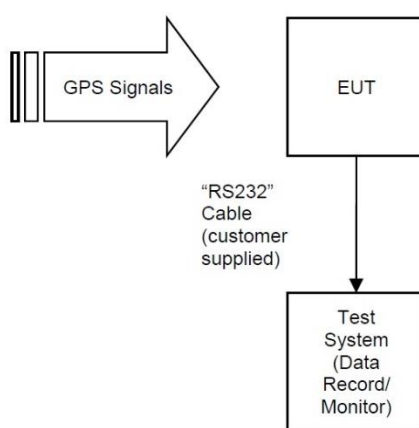 GPS Signals
EUT
“RS232”
Cable
(customer
supplied)
Test
System
(Data
Record/
Monitor)